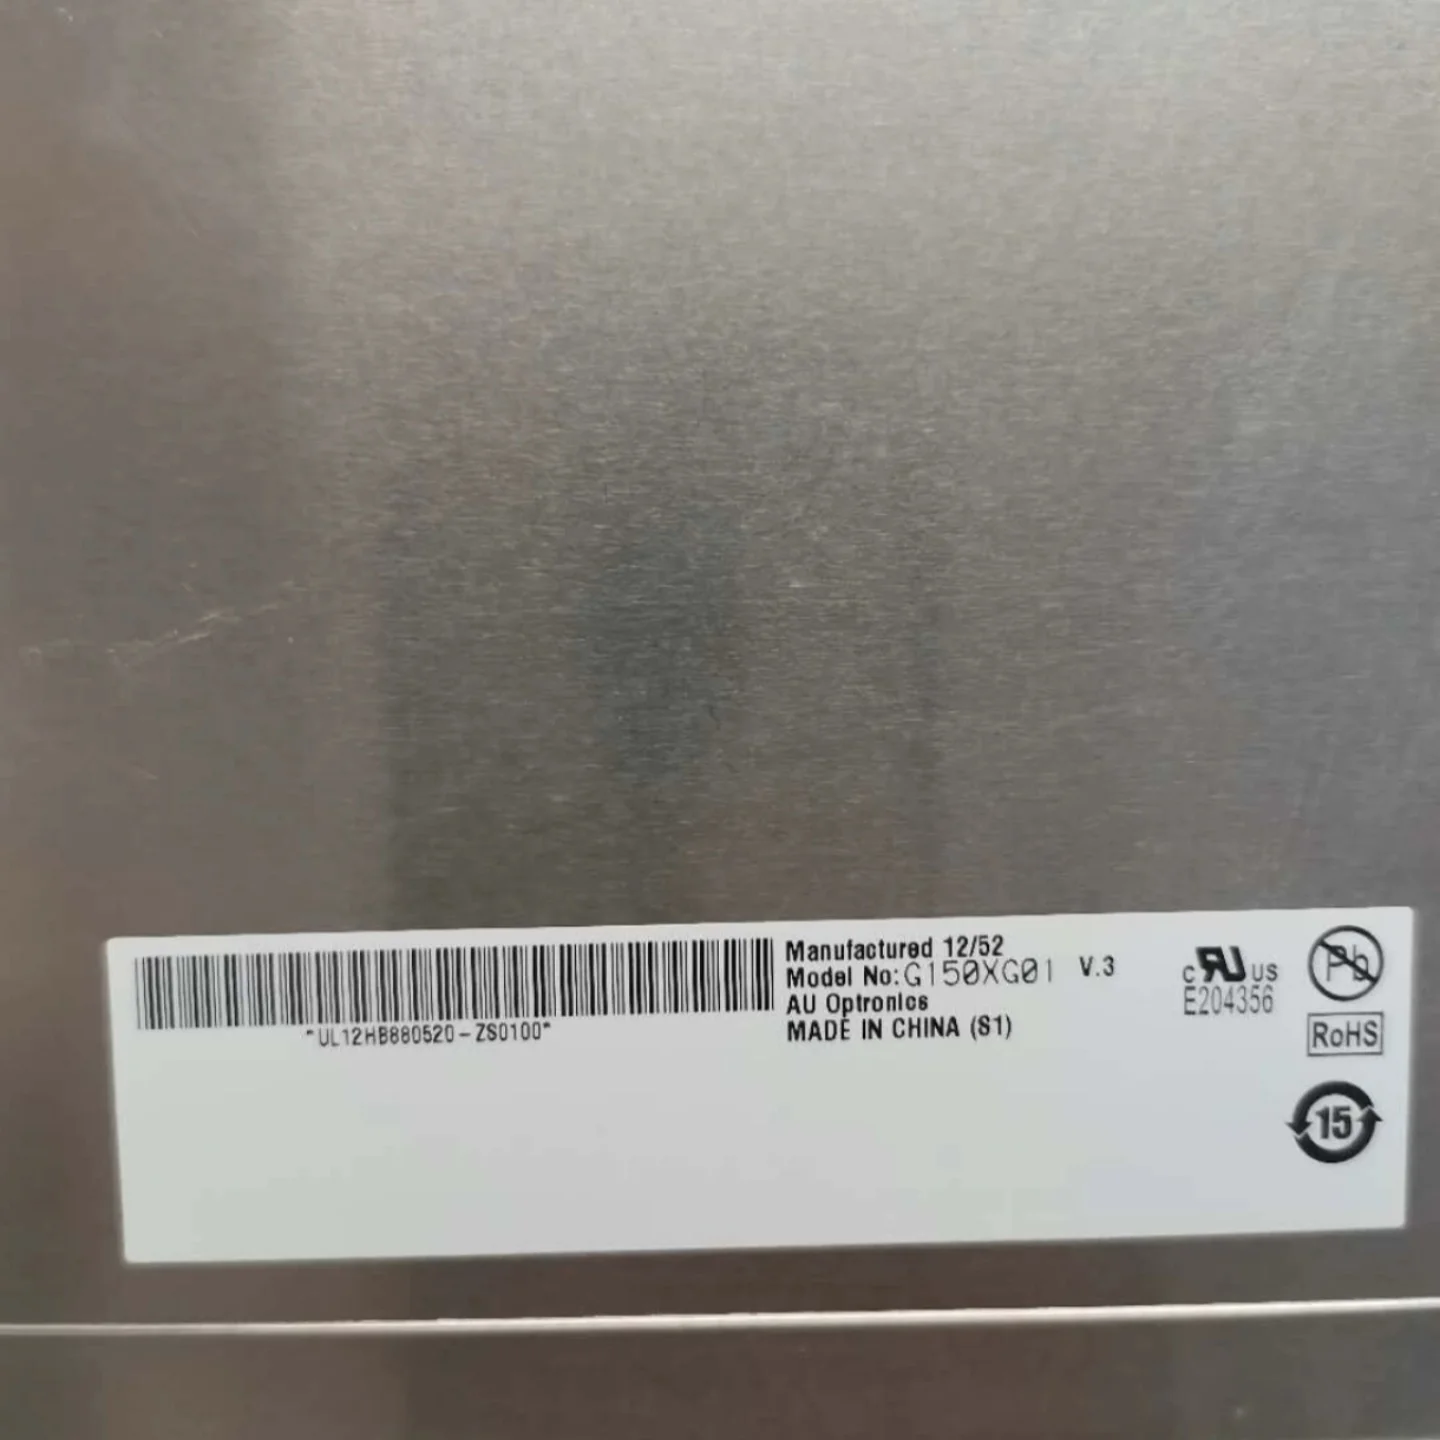 Manufactured 12/52
Model No:G150XG01 V.3
AU Optronics
MADE IN CHINA (S1)
"UL12HB880520-ZS0100"
c RU US
E204356
Pb
RoHS
15